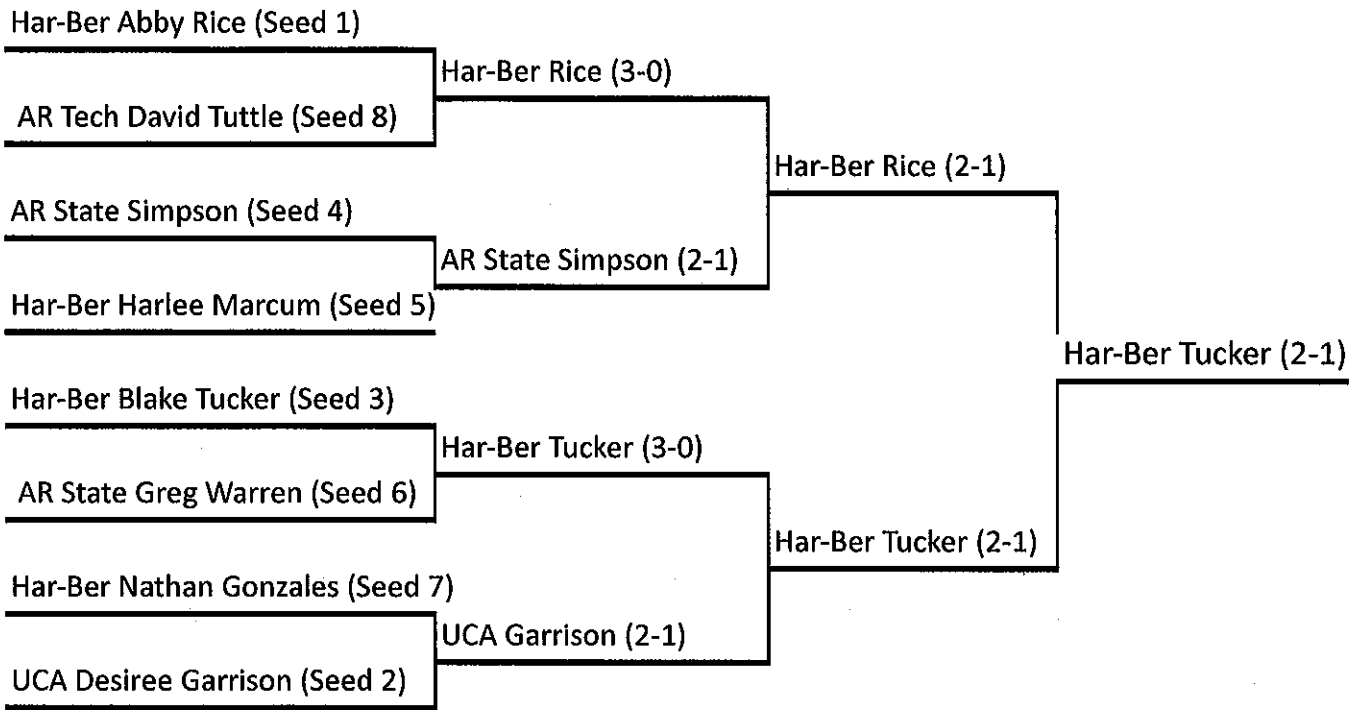 Har-Ber Abby Rice (Seed 1)
Har-Ber Rice (3-0)
AR Tech David Tuttle (Seed 8)
Har-Ber Rice (2-1)
AR State Simpson (Seed 4)
AR State Simpson (2-1)
Har-Ber Harlee Marcum (Seed 5)
Har-Ber Tucker (2-1)
Har-Ber Blake Tucker (Seed 3)
Har-Ber Tucker (3-0)
AR State Greg Warren (Seed 6)
Har-Ber Tucker (2-1)
Har-Ber Nathan Gonzales (Seed 7)
UCA Garrison (2-1)
UCA Desiree Garrison (Seed 2)